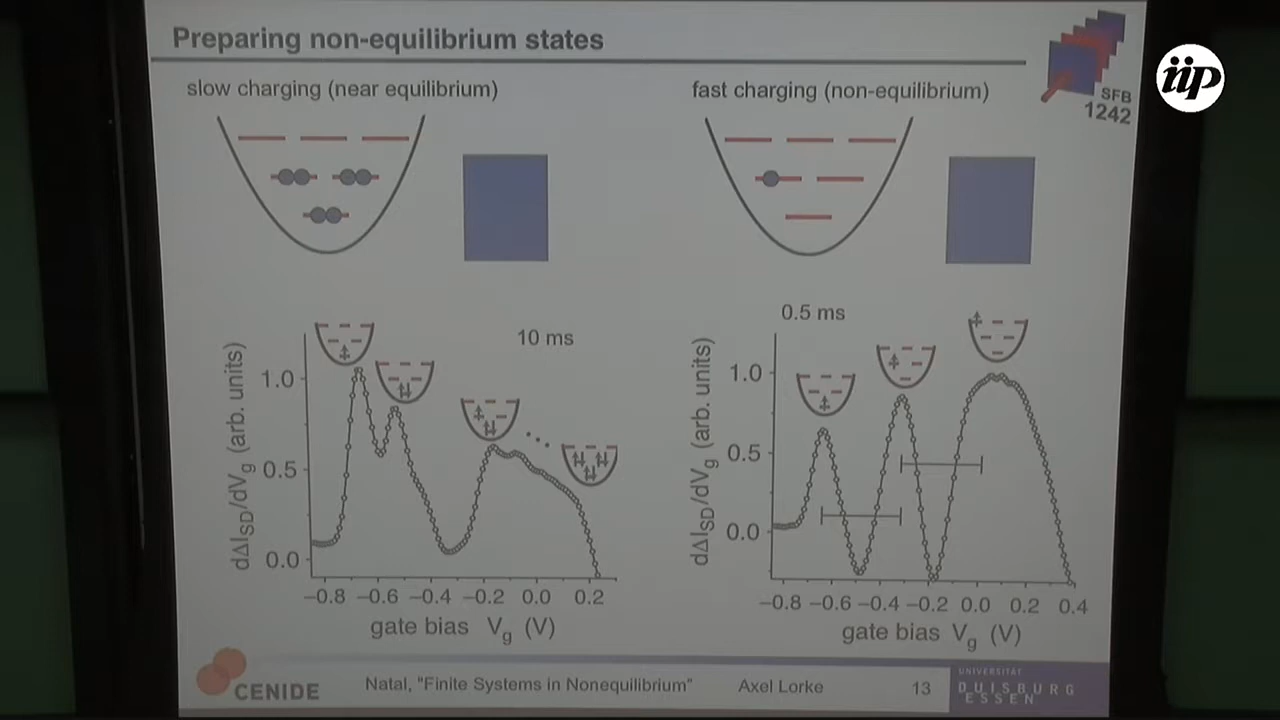 Preparing non-equilibrium states
iip
SFB
1242
slow charging (near equilibrium)
fast charging (non-equilibrium)
10 ms
0.5 ms
dΔI_SD/dV_g (arb. units)
1.0
0.5
0.0
−0.8 −0.6 −0.4 −0.2 0.0 0.2
gate bias V_g (V)
dΔI_SD/dV_g (arb. units)
1.0
0.5
0.0
−0.8 −0.6 −0.4 −0.2 0.0 0.2 0.4
gate bias V_g (V)
CENIDE
Natal, "Finite Systems in Nonequilibrium"
Axel Lorke
13
UNIVERSITÄT
DUISBURG
ESSEN